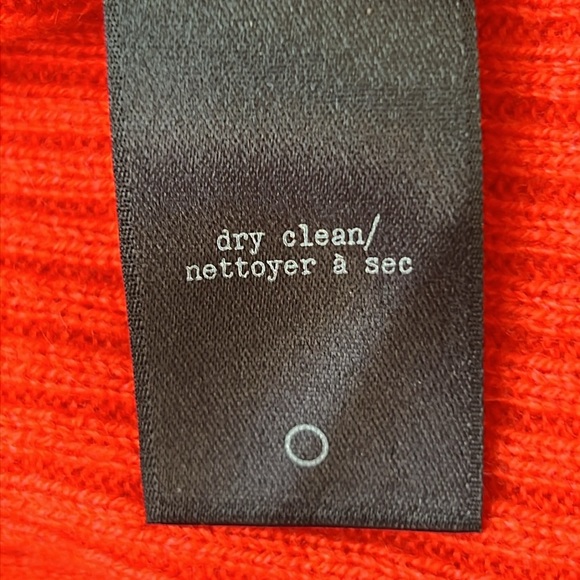 dry clean/
nettoyer à sec